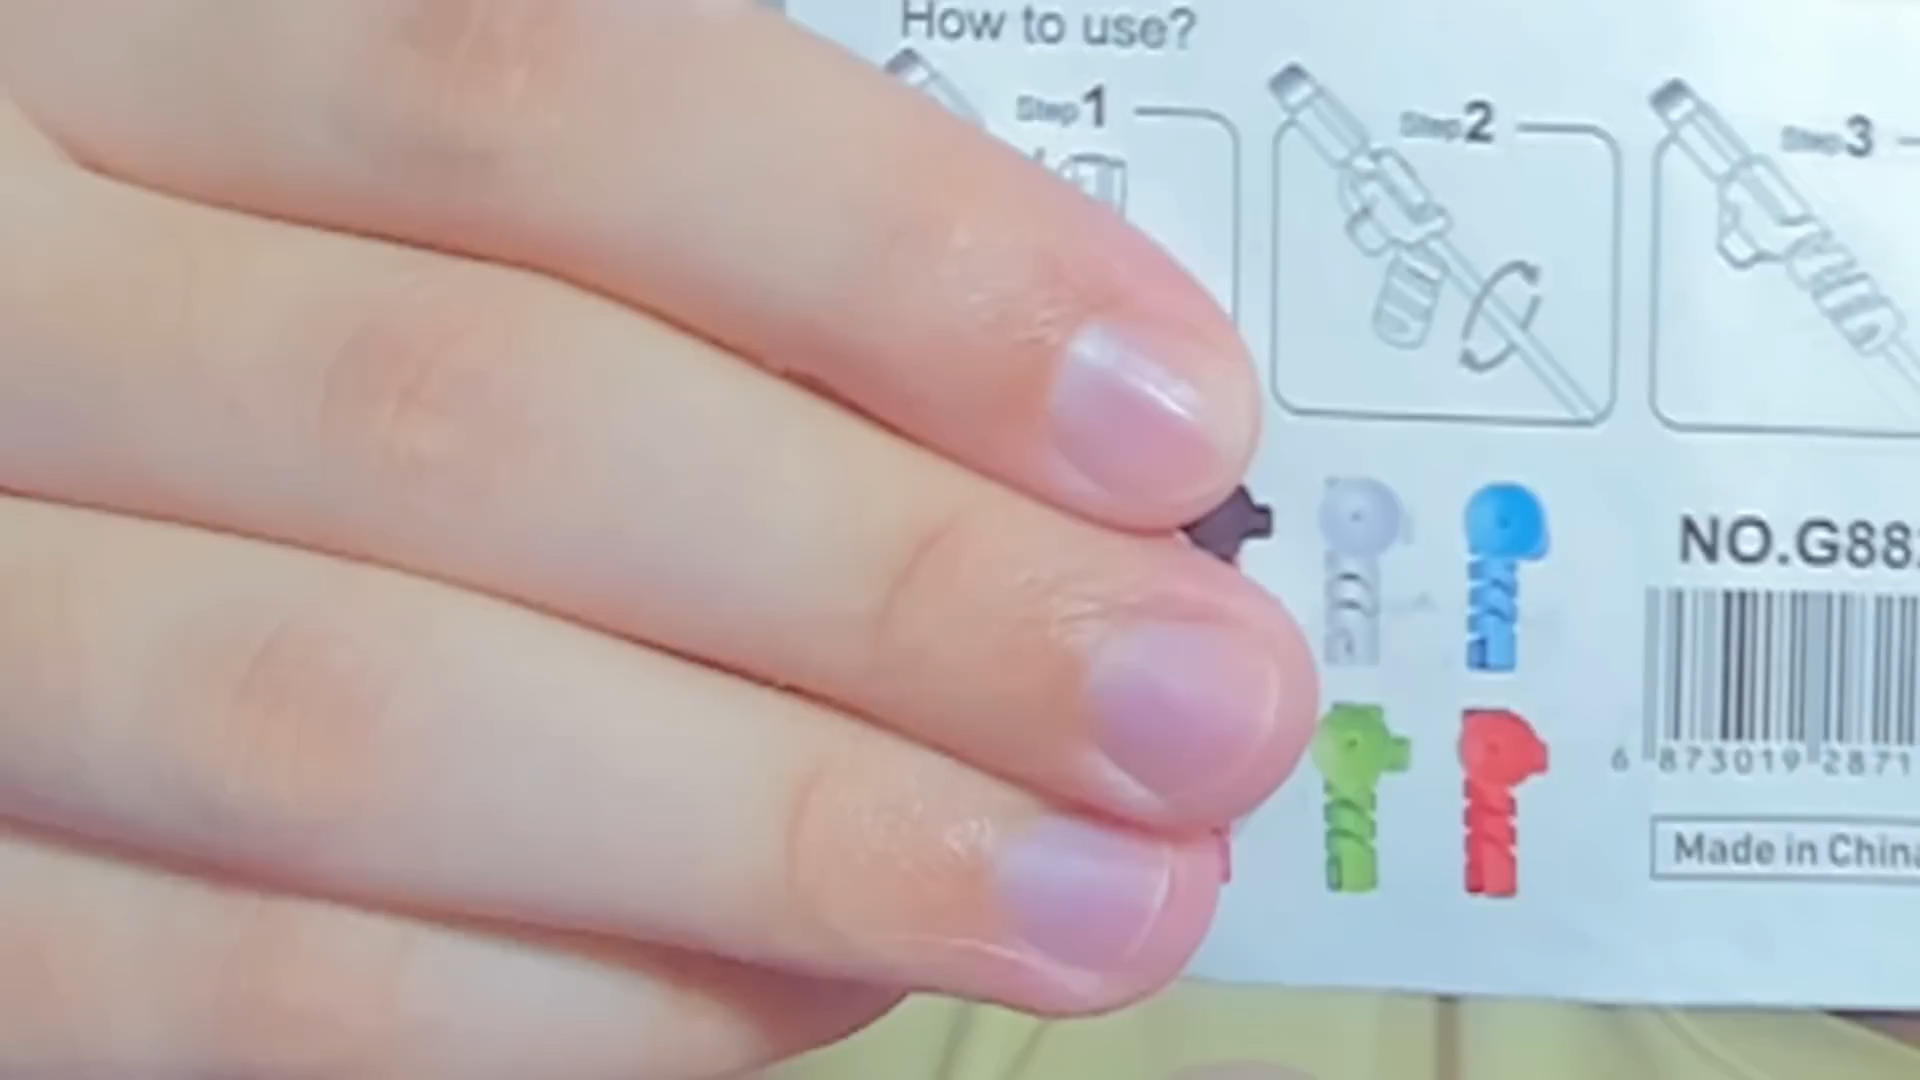 How to use?
Step 1
Step 2
Step 3
NO.G88
6 873019 2871
Made in China